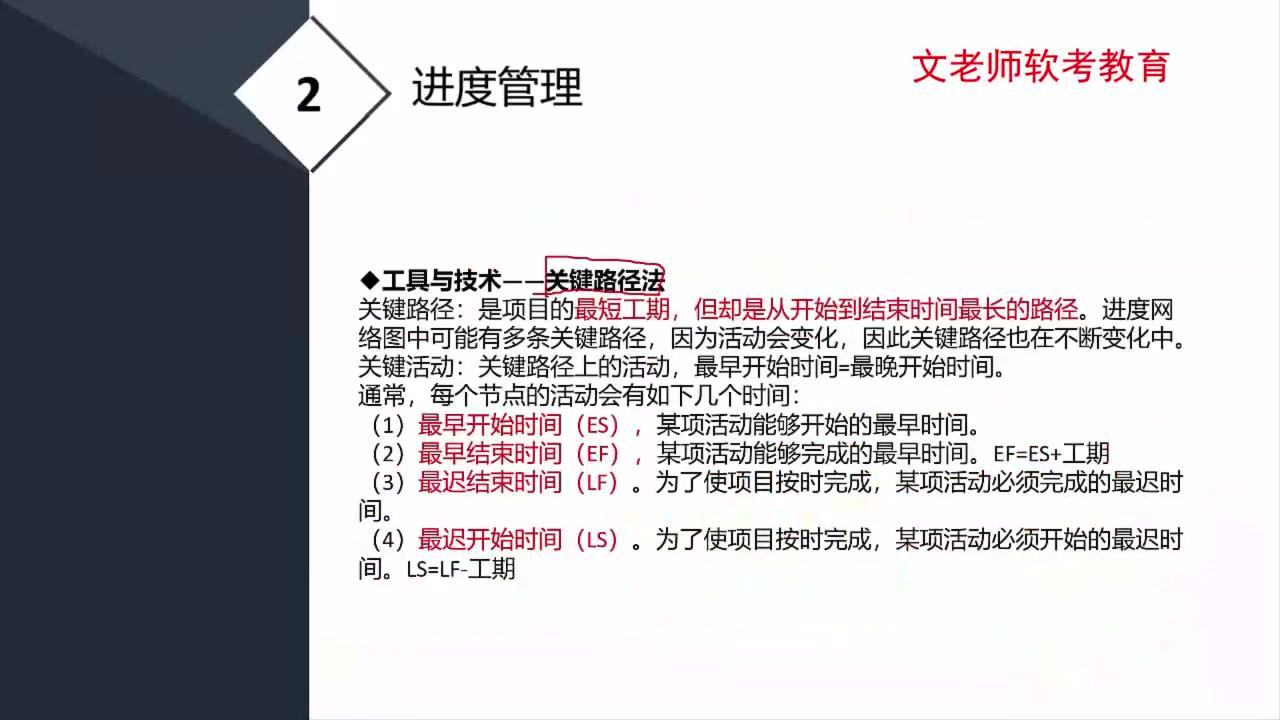 2
进度管理
文老师软考教育
◆工具与技术——关键路径法
关键路径：是项目的最短工期，但却是从开始到结束时间最长的路径。进度网
络图中可能有多条关键路径，因为活动会变化，因此关键路径也在不断变化中。
关键活动：关键路径上的活动，最早开始时间=最晚开始时间。
通常，每个节点的活动会有如下几个时间：
（1）最早开始时间（ES），某项活动能够开始的最早时间。
（2）最早结束时间（EF），某项活动能够完成的最早时间。EF=ES+工期
（3）最迟结束时间（LF）。为了使项目按时完成，某项活动必须完成的最迟时
间。
（4）最迟开始时间（LS）。为了使项目按时完成，某项活动必须开始的最迟时
间。LS=LF-工期